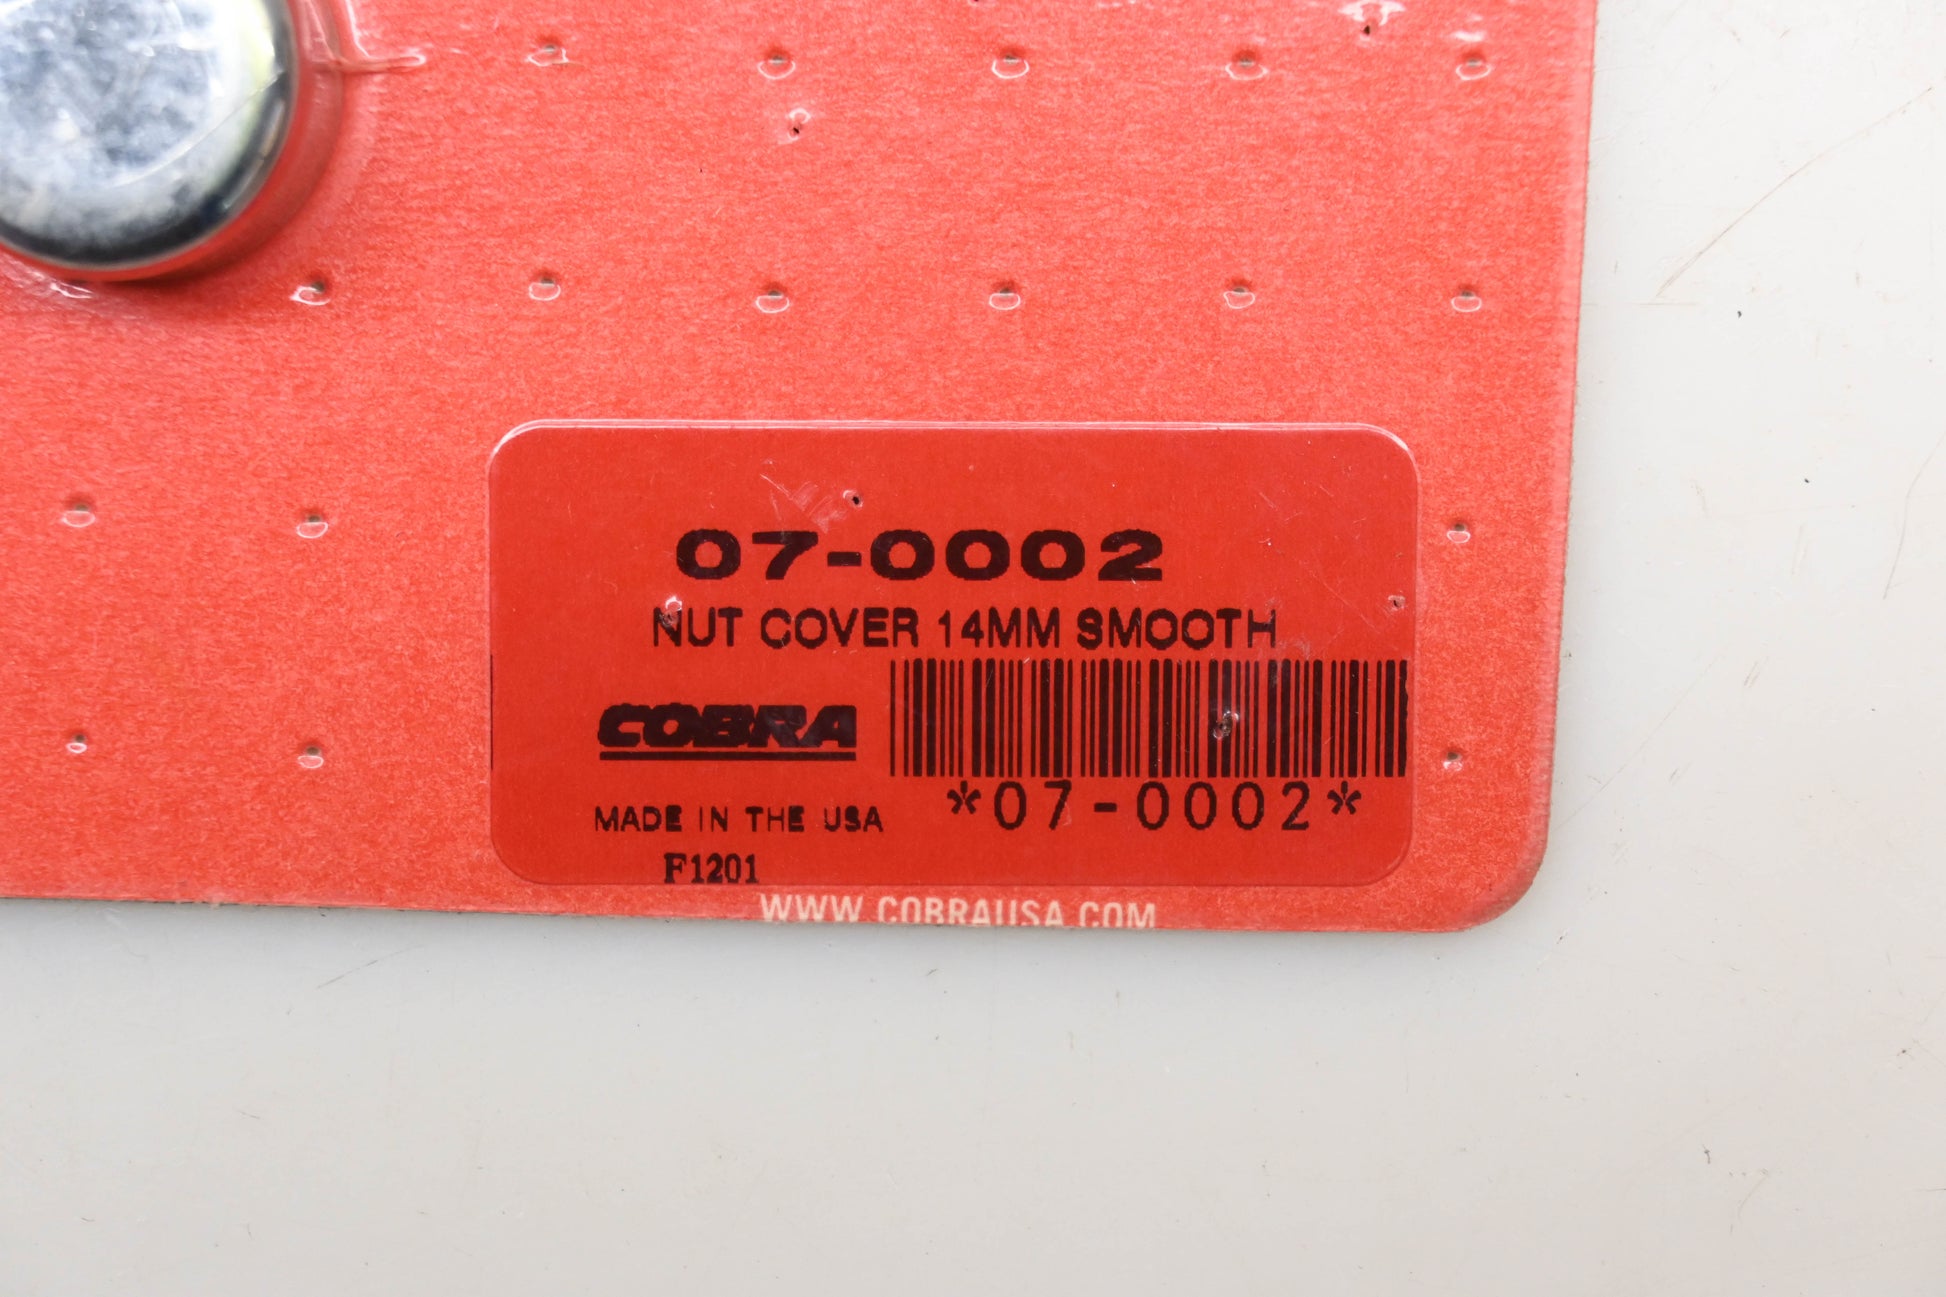 07-0002
NUT COVER 14MM SMOOTH
COBRA
*07-0002*
MADE IN THE USA
F1201
WWW.COBRAUSA.COM